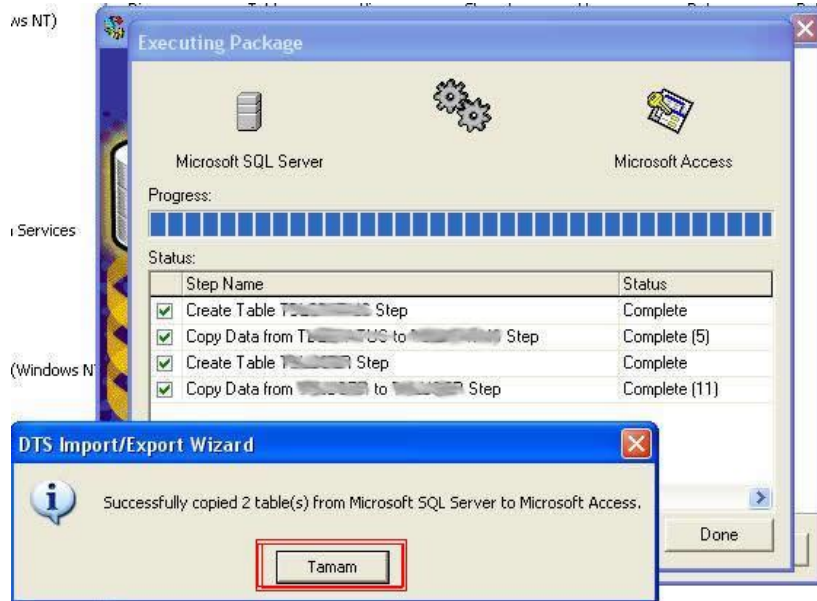 ws NT)
Executing Package
Microsoft SQL Server
Microsoft Access
Progress:
Services
Status:
Step Name Status
Create Table Step Complete
Copy Data from to Step Complete (5)
(Windows N
Create Table Step Complete
Copy Data from to Step Complete (11)
DTS Import/Export Wizard
Successfully copied 2 table(s) from Microsoft SQL Server to Microsoft Access.
Done
Tamam